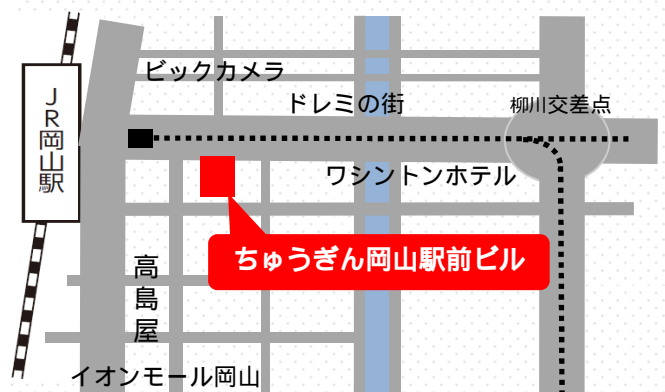 ビックカメラ
ドレミの街
柳川交差点
JR岡山駅
ワシントンホテル
ちゅうぎん岡山駅前ビル
高島屋
イオンモール岡山